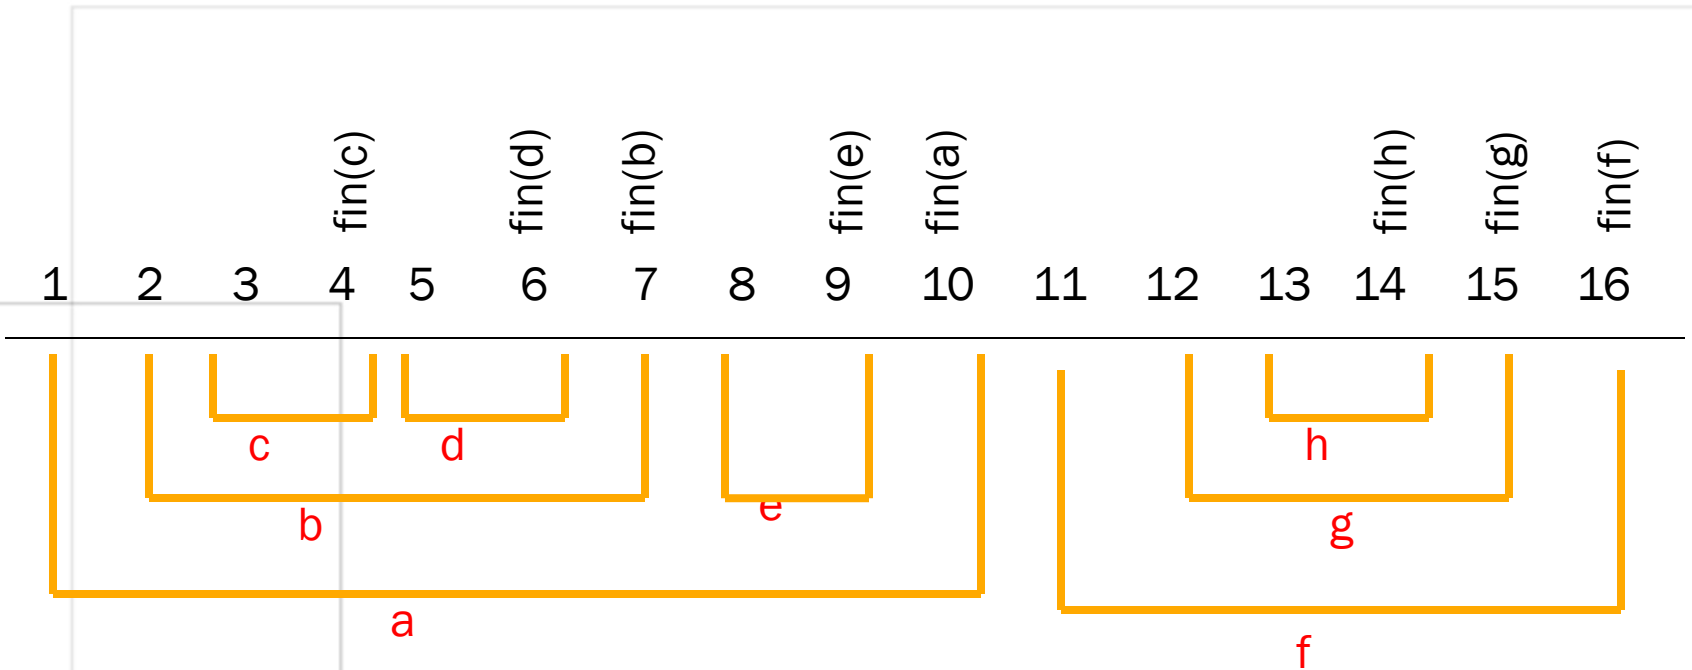 fin(c) fin(d) fin(b) fin(e) fin(a) fin(h) fin(g) fin(f)
1 2 3 4 5 6 7 8 9 10 11 12 13 14 15 16
c d h
b e g
a f